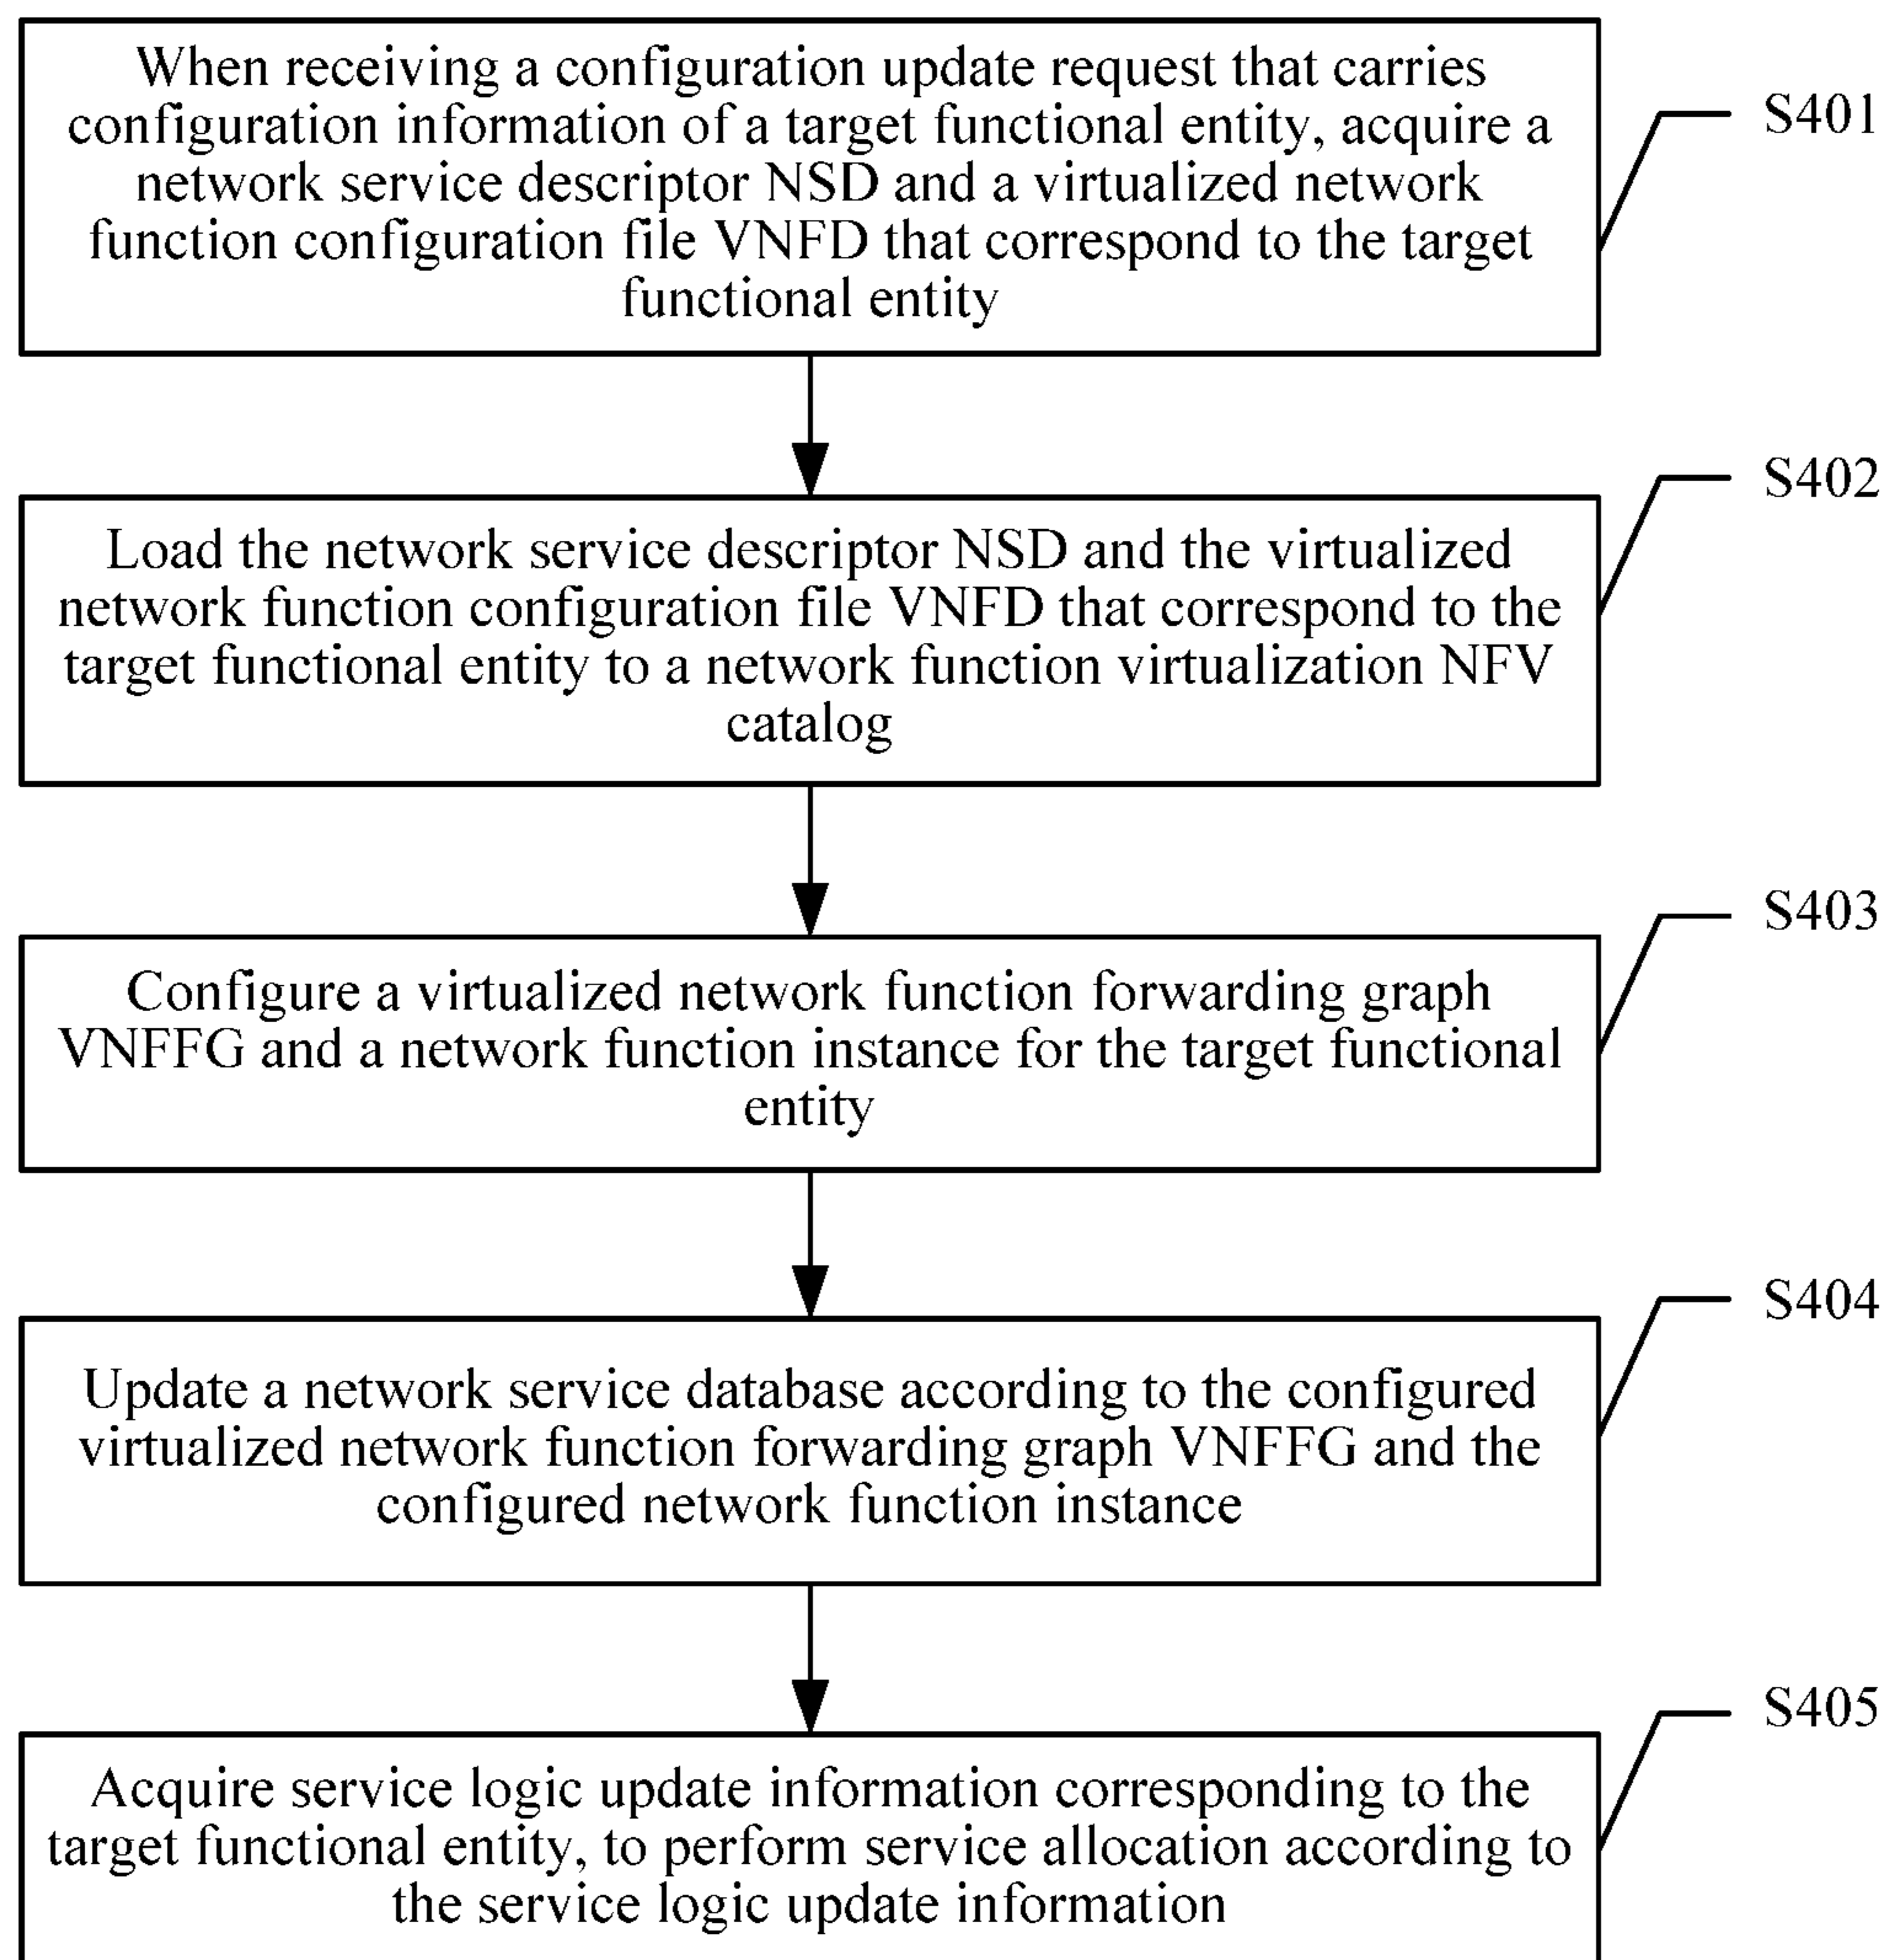 When receiving a configuration update request that carries
configuration information of a target functional entity, acquire a
network service descriptor NSD and a virtualized network
function configuration file VNFD that correspond to the target
functional entity
S401
Load the network service descriptor NSD and the virtualized
network function configuration file VNFD that correspond to the
target functional entity to a network function virtualization NFV
catalog
S402
Configure a virtualized network function forwarding graph
VNFFG and a network function instance for the target functional
entity
S403
Update a network service database according to the configured
virtualized network function forwarding graph VNFFG and the
configured network function instance
S404
Acquire service logic update information corresponding to the
target functional entity, to perform service allocation according to
the service logic update information
S405